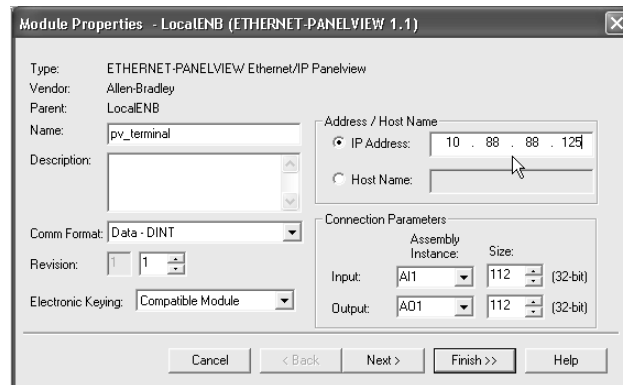 Module Properties - LocalENB (ETHERNET-PANELVIEW 1.1)
Type: ETHERNET-PANELVIEW Ethernet/IP Panelview
Vendor: Allen-Bradley
Parent: LocalENB
Name: pv_terminal
Description:
Comm Format: Data - DINT
Revision: 1 1
Electronic Keying: Compatible Module
Address / Host Name
IP Address: 10 . 88 . 88 . 125
Host Name:
Connection Parameters
Assembly
Instance: Size:
Input: AI1 112 (32-bit)
Output: AO1 112 (32-bit)
Cancel < Back Next > Finish >> Help